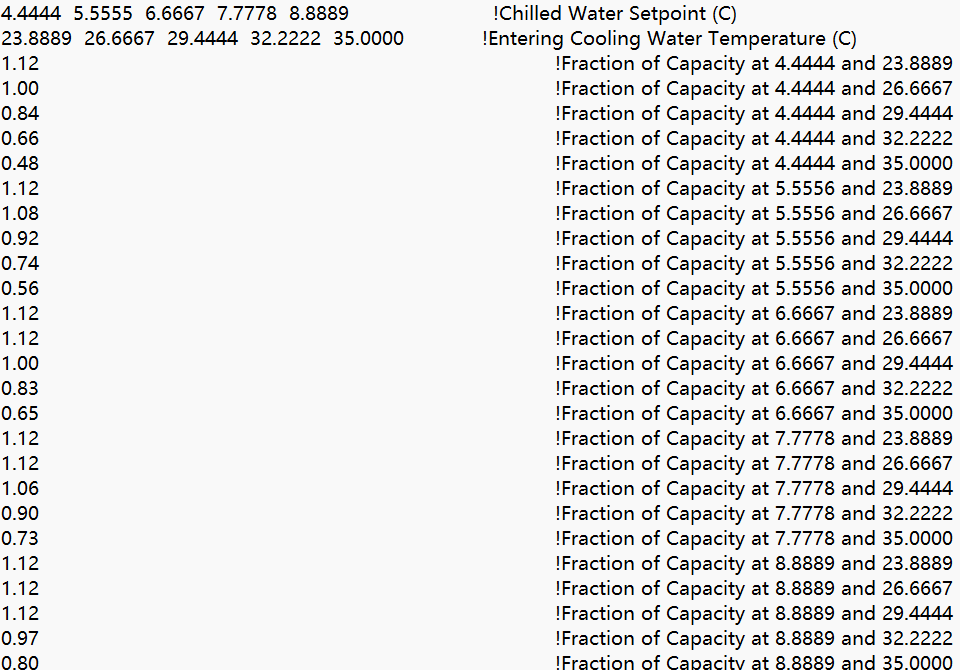 4.4444  5.5555  6.6667  7.7778  8.8889 !Chilled Water Setpoint (C)
23.8889  26.6667  29.4444  32.2222  35.0000 !Entering Cooling Water Temperature (C)
1.12 !Fraction of Capacity at 4.4444 and 23.8889
1.00 !Fraction of Capacity at 4.4444 and 26.6667
0.84 !Fraction of Capacity at 4.4444 and 29.4444
0.66 !Fraction of Capacity at 4.4444 and 32.2222
0.48 !Fraction of Capacity at 4.4444 and 35.0000
1.12 !Fraction of Capacity at 5.5556 and 23.8889
1.08 !Fraction of Capacity at 5.5556 and 26.6667
0.92 !Fraction of Capacity at 5.5556 and 29.4444
0.74 !Fraction of Capacity at 5.5556 and 32.2222
0.56 !Fraction of Capacity at 5.5556 and 35.0000
1.12 !Fraction of Capacity at 6.6667 and 23.8889
1.12 !Fraction of Capacity at 6.6667 and 26.6667
1.00 !Fraction of Capacity at 6.6667 and 29.4444
0.83 !Fraction of Capacity at 6.6667 and 32.2222
0.65 !Fraction of Capacity at 6.6667 and 35.0000
1.12 !Fraction of Capacity at 7.7778 and 23.8889
1.12 !Fraction of Capacity at 7.7778 and 26.6667
1.06 !Fraction of Capacity at 7.7778 and 29.4444
0.90 !Fraction of Capacity at 7.7778 and 32.2222
0.73 !Fraction of Capacity at 7.7778 and 35.0000
1.12 !Fraction of Capacity at 8.8889 and 23.8889
1.12 !Fraction of Capacity at 8.8889 and 26.6667
1.12 !Fraction of Capacity at 8.8889 and 29.4444
0.97 !Fraction of Capacity at 8.8889 and 32.2222
0.80 !Fraction of Capacity at 8.8889 and 35.0000